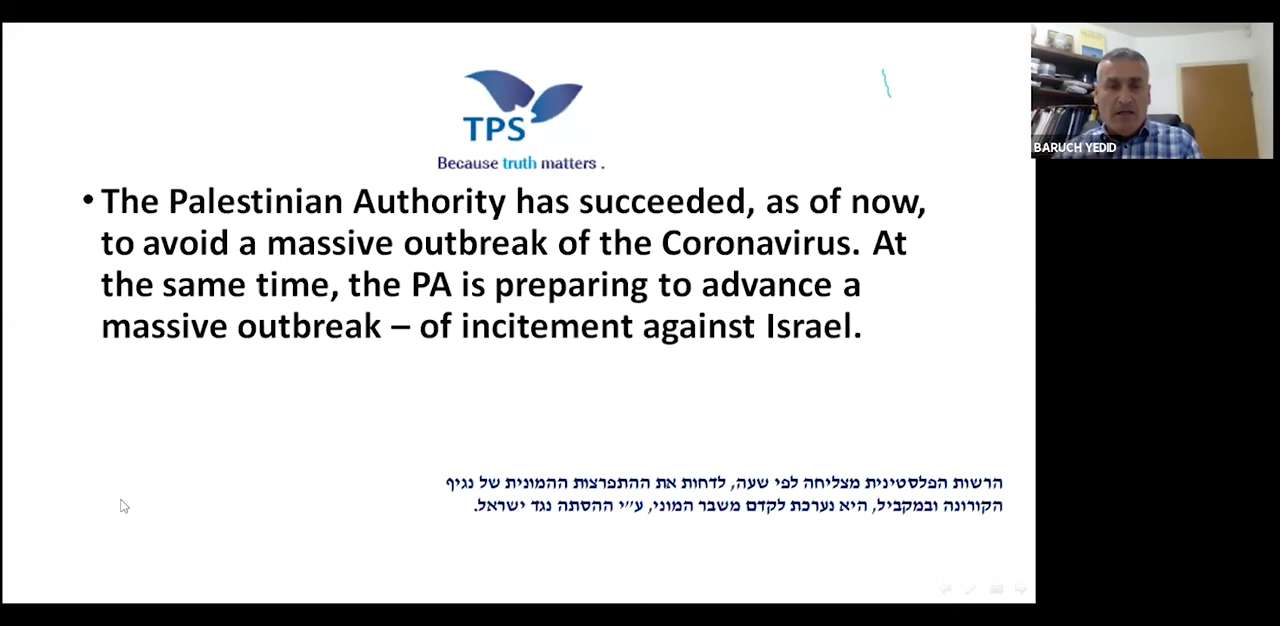 TPS
Because truth matters .
BARUCH YEDID
• The Palestinian Authority has succeeded, as of now,
to avoid a massive outbreak of the Coronavirus. At
the same time, the PA is preparing to advance a
massive outbreak – of incitement against Israel.
הרשות הפלסטינית מצליחה לפי שעה, לדחות את ההתפרצות ההמונית של נגיף
הקורונה ובמקביל, היא נערכת לקדם משבר המוני, ע״י ההסתה נגד ישראל.